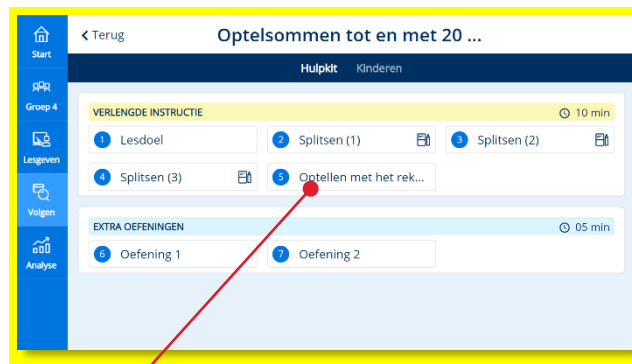 Start
Groep 4
Lesgeven
Volgen
Analyse
Terug
Optelsommen tot en met 20 ...
Hulpkit Kinderen
VERLENGDE INSTRUCTIE 10 min
1 Lesdoel 2 Splitsen (1) 3 Splitsen (2)
4 Splitsen (3) 5 Optellen met het rek...
EXTRA OEFENINGEN 05 min
6 Oefening 1 7 Oefening 2